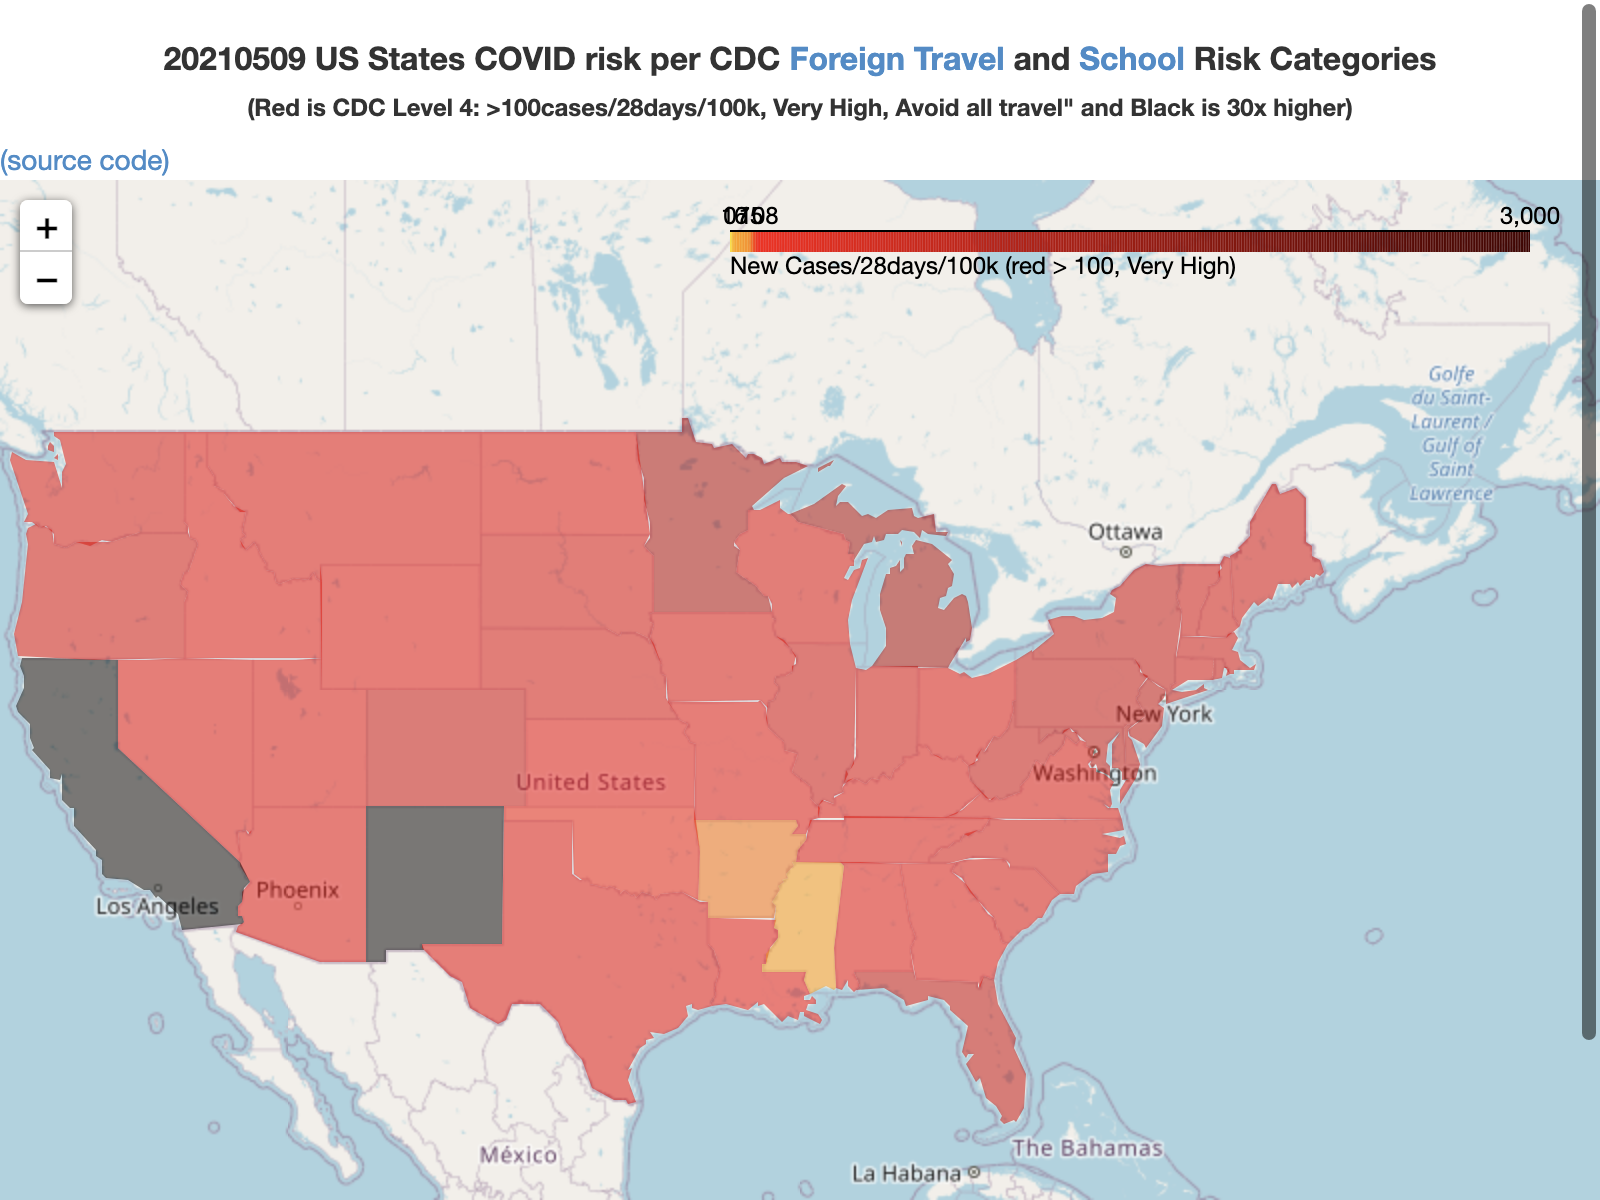 20210509 US States COVID risk per CDC Foreign Travel and School Risk Categories
(Red is CDC Level 4: >100cases/28days/100k, Very High, Avoid all travel" and Black is 30x higher)
(source code)
+
−
3,000
New Cases/28days/100k (red > 100, Very High)
Golfe
du Saint-
Laurent /
Gulf of
Saint
Lawrence
Ottawa
New York
Washington
United States
Phoenix
Los Angeles
México
The Bahamas
La Habana